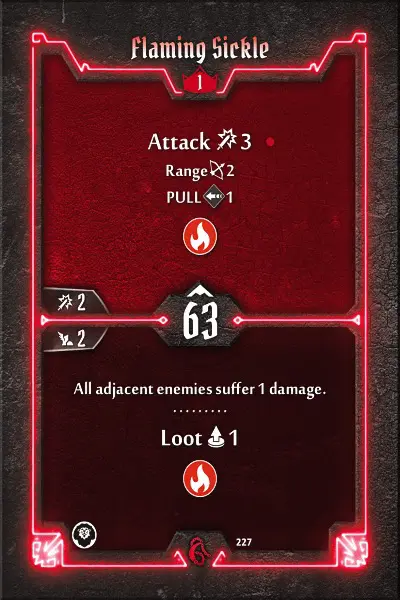 Flaming Sickle
1
Attack 3
Range 2
PULL 1
2
63
2
All adjacent enemies suffer 1 damage.
Loot 1
227